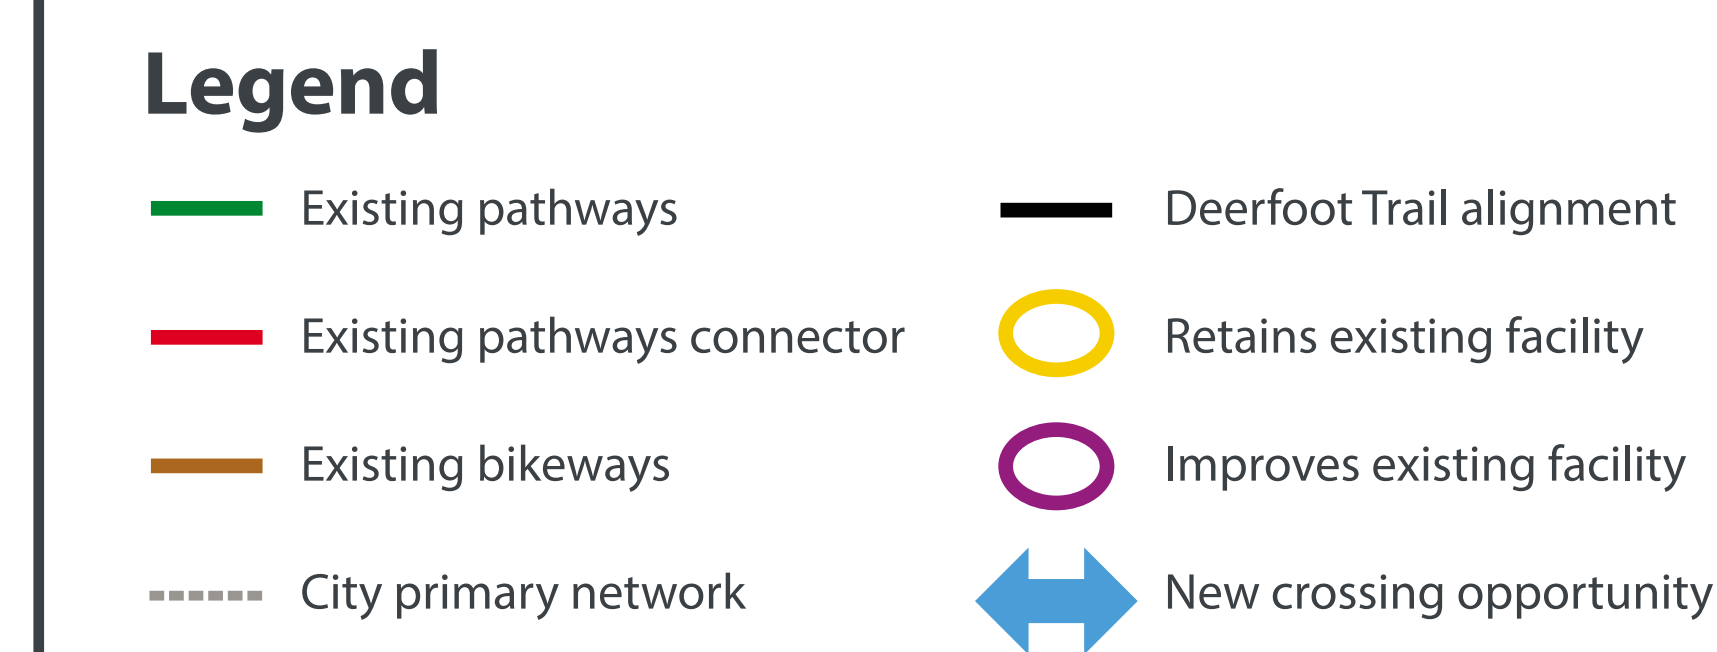 Legend
Existing pathways
Existing pathways connector
Existing bikeways
City primary network
Deerfoot Trail alignment
Retains existing facility
Improves existing facility
New crossing opportunity